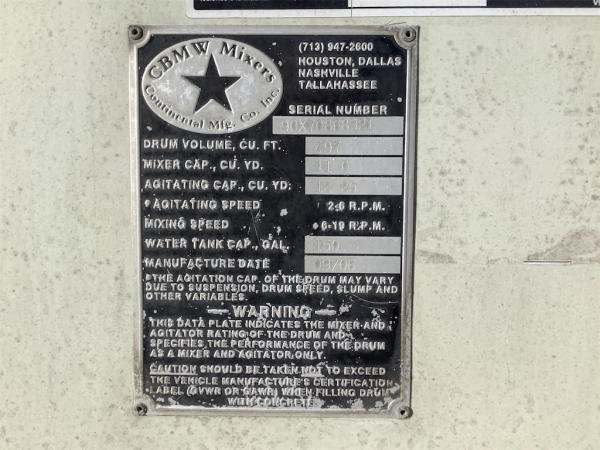 CBMW Mixers
Continental Mfg. Co. Inc.
(713) 947-2600
HOUSTON, DALLAS
NASHVILLE
TALLAHASSEE
SERIAL NUMBER
DRUM VOLUME, CU. FT. 497
MIXER CAP., CU. YD. 11.0
AGITATING CAP., CU. YD:
*AGITATING SPEED 2-6 R.P.M.
MIXING SPEED 6-19 R.P.M.
WATER TANK CAP., GAL. 150
MANUFACTURE DATE
*THE AGITATION CAP. OF THE DRUM MAY VARY
DUE TO SUSPENSION, DRUM SPEED, SLUMP AND
OTHER VARIABLES.
— WARNING —
THIS DATA PLATE INDICATES THE MIXER AND
AGITATOR RATING OF THE DRUM AND
SPECIFIES THE PERFORMANCE OF THE DRUM
AS A MIXER AND AGITATOR ONLY.
CAUTION SHOULD BE TAKEN NOT TO EXCEED
THE VEHICLE MANUFACTURE'S CERTIFICATION
LABEL (GVWR OR GAWR) WHEN FILLING DRUM
WITH CONCRETE